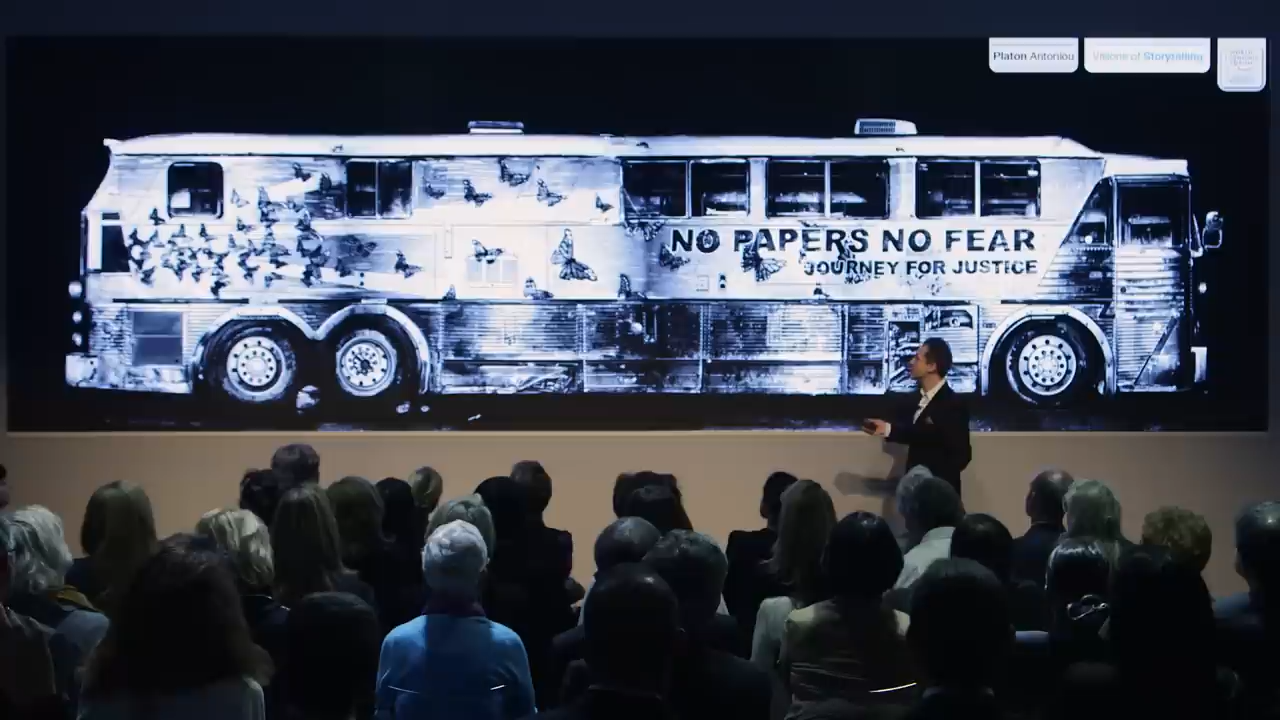 Platon Antoniou
Visions of Storytelling
NO PAPERS NO FEAR
JOURNEY FOR JUSTICE